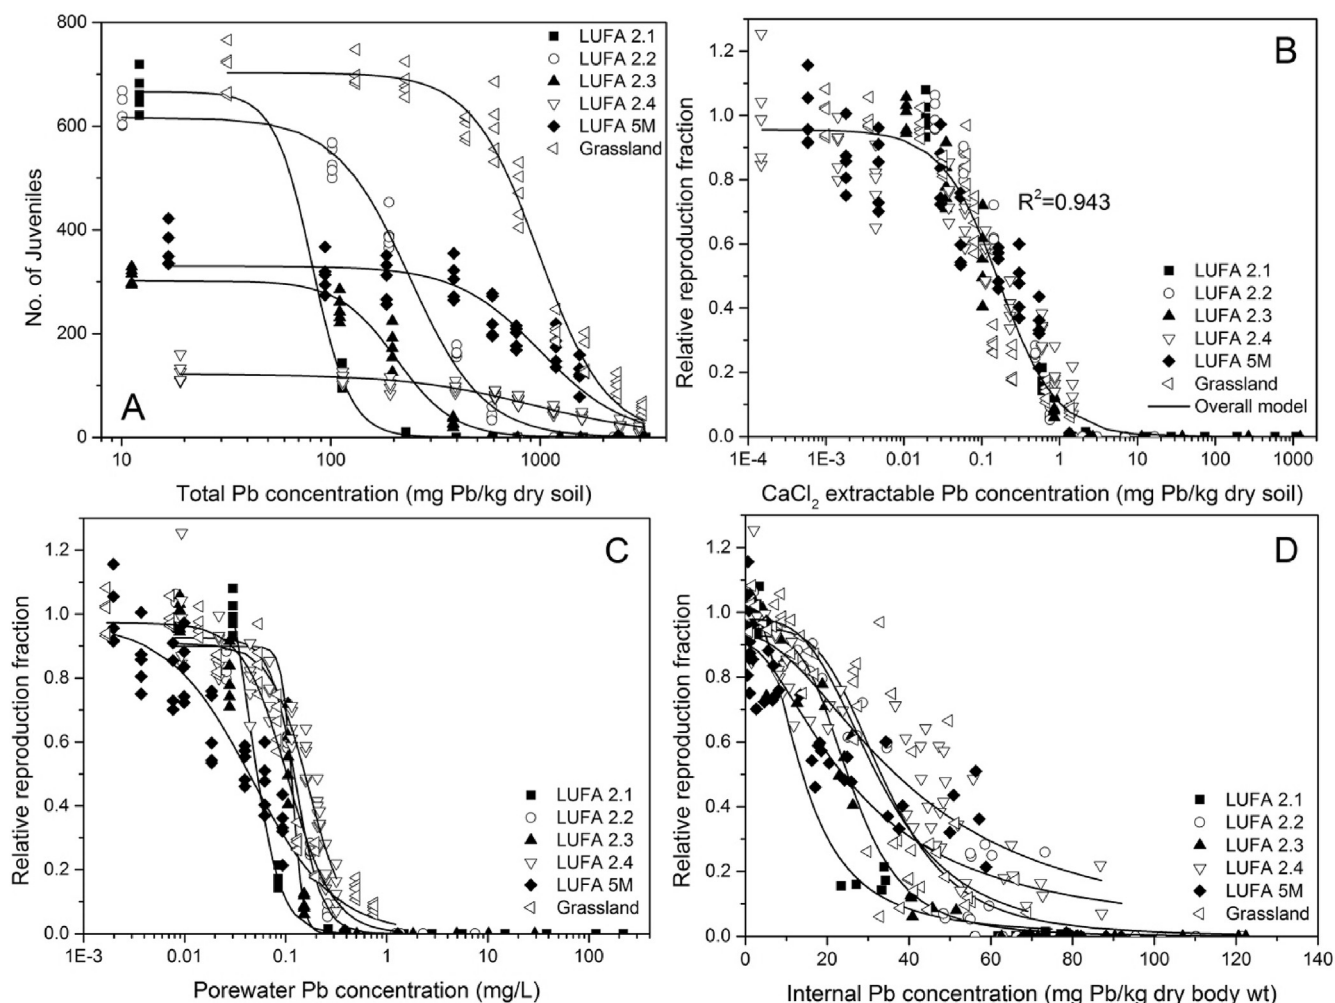 800
600
400
200
0
No. of Juveniles
LUFA 2.1
LUFA 2.2
LUFA 2.3
LUFA 2.4
LUFA 5M
Grassland
A
10 100 1000
Total Pb concentration (mg Pb/kg dry soil)
1.2
1.0
0.8
0.6
0.4
0.2
0.0
Relative reproduction fraction
B
R2=0.943
LUFA 2.1
LUFA 2.2
LUFA 2.3
LUFA 2.4
LUFA 5M
Grassland
Overall model
1E-4 1E-3 0.01 0.1 1 10 100 1000
CaCl2 extractable Pb concentration (mg Pb/kg dry soil)
1.2
1.0
0.8
0.6
0.4
0.2
0.0
Relative reproduction fraction
C
LUFA 2.1
LUFA 2.2
LUFA 2.3
LUFA 2.4
LUFA 5M
Grassland
1E-3 0.01 0.1 1 10 100
Porewater Pb concentration (mg/L)
1.2
1.0
0.8
0.6
0.4
0.2
0.0
Relative reproduction fraction
D
LUFA 2.1
LUFA 2.2
LUFA 2.3
LUFA 2.4
LUFA 5M
Grassland
0 20 40 60 80 100 120 140
Internal Pb concentration (mg Pb/kg dry body wt)